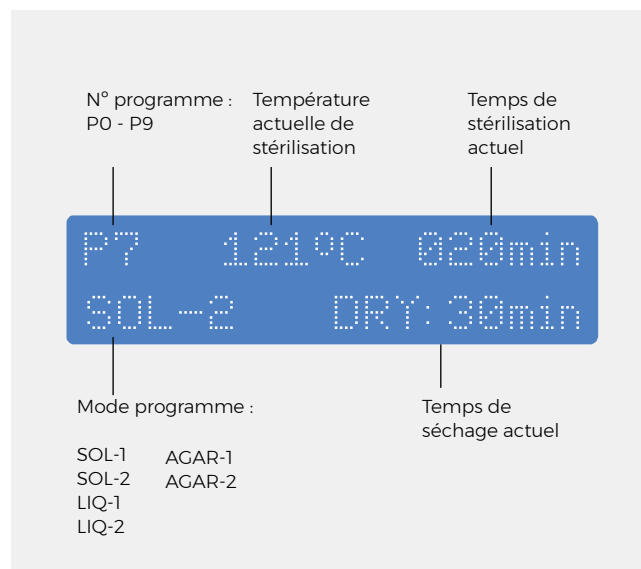 N° programme :
P0 - P9
Température
actuelle de
stérilisation
Temps de
stérilisation
actuel
P7 121ºC 020min
SOL-2 DRY: 30min
Mode programme :
SOL-1
SOL-2
LIQ-1
LIQ-2
AGAR-1
AGAR-2
Temps de
séchage actuel